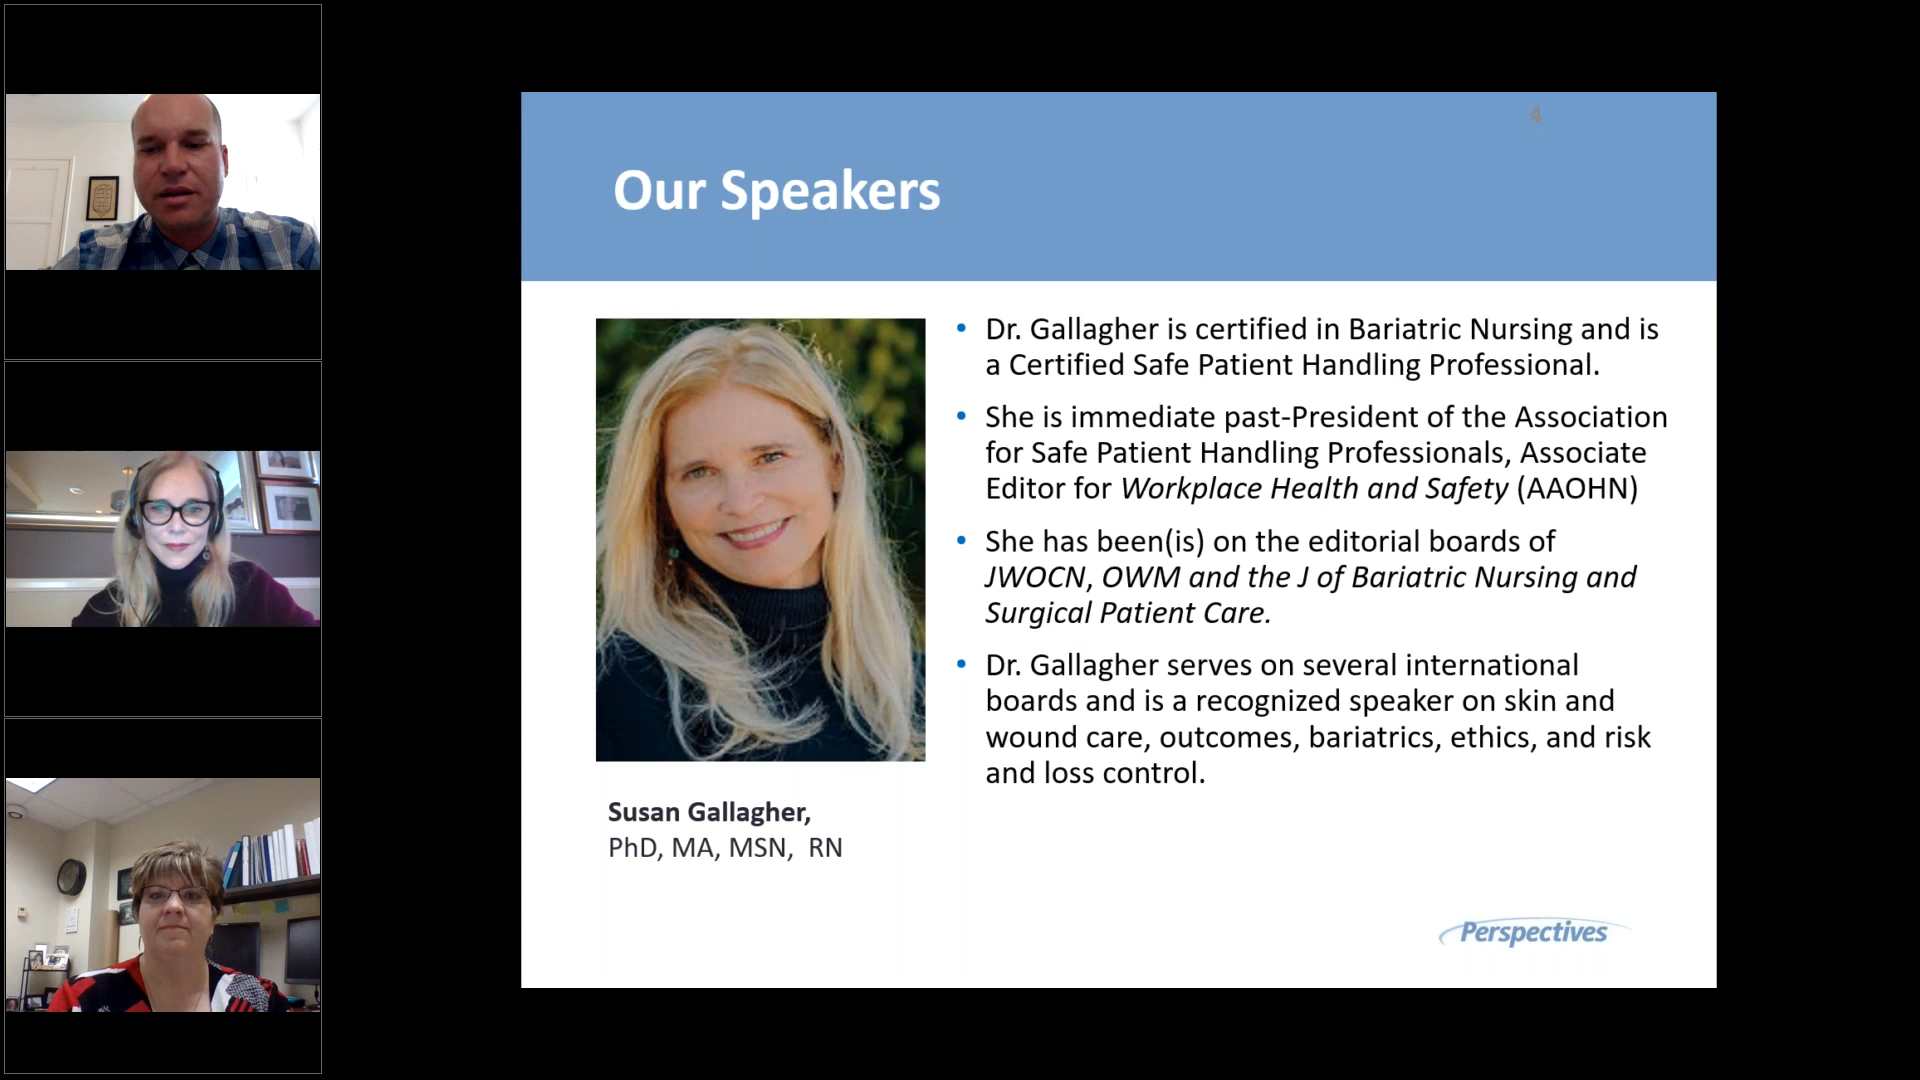 4
Our Speakers
• Dr. Gallagher is certified in Bariatric Nursing and is
a Certified Safe Patient Handling Professional.
• She is immediate past-President of the Association
for Safe Patient Handling Professionals, Associate
Editor for Workplace Health and Safety (AAOHN)
• She has been(is) on the editorial boards of
JWOCN, OWM and the J of Bariatric Nursing and
Surgical Patient Care.
• Dr. Gallagher serves on several international
boards and is a recognized speaker on skin and
wound care, outcomes, bariatrics, ethics, and risk
and loss control.
Susan Gallagher,
PhD, MA, MSN, RN
Perspectives